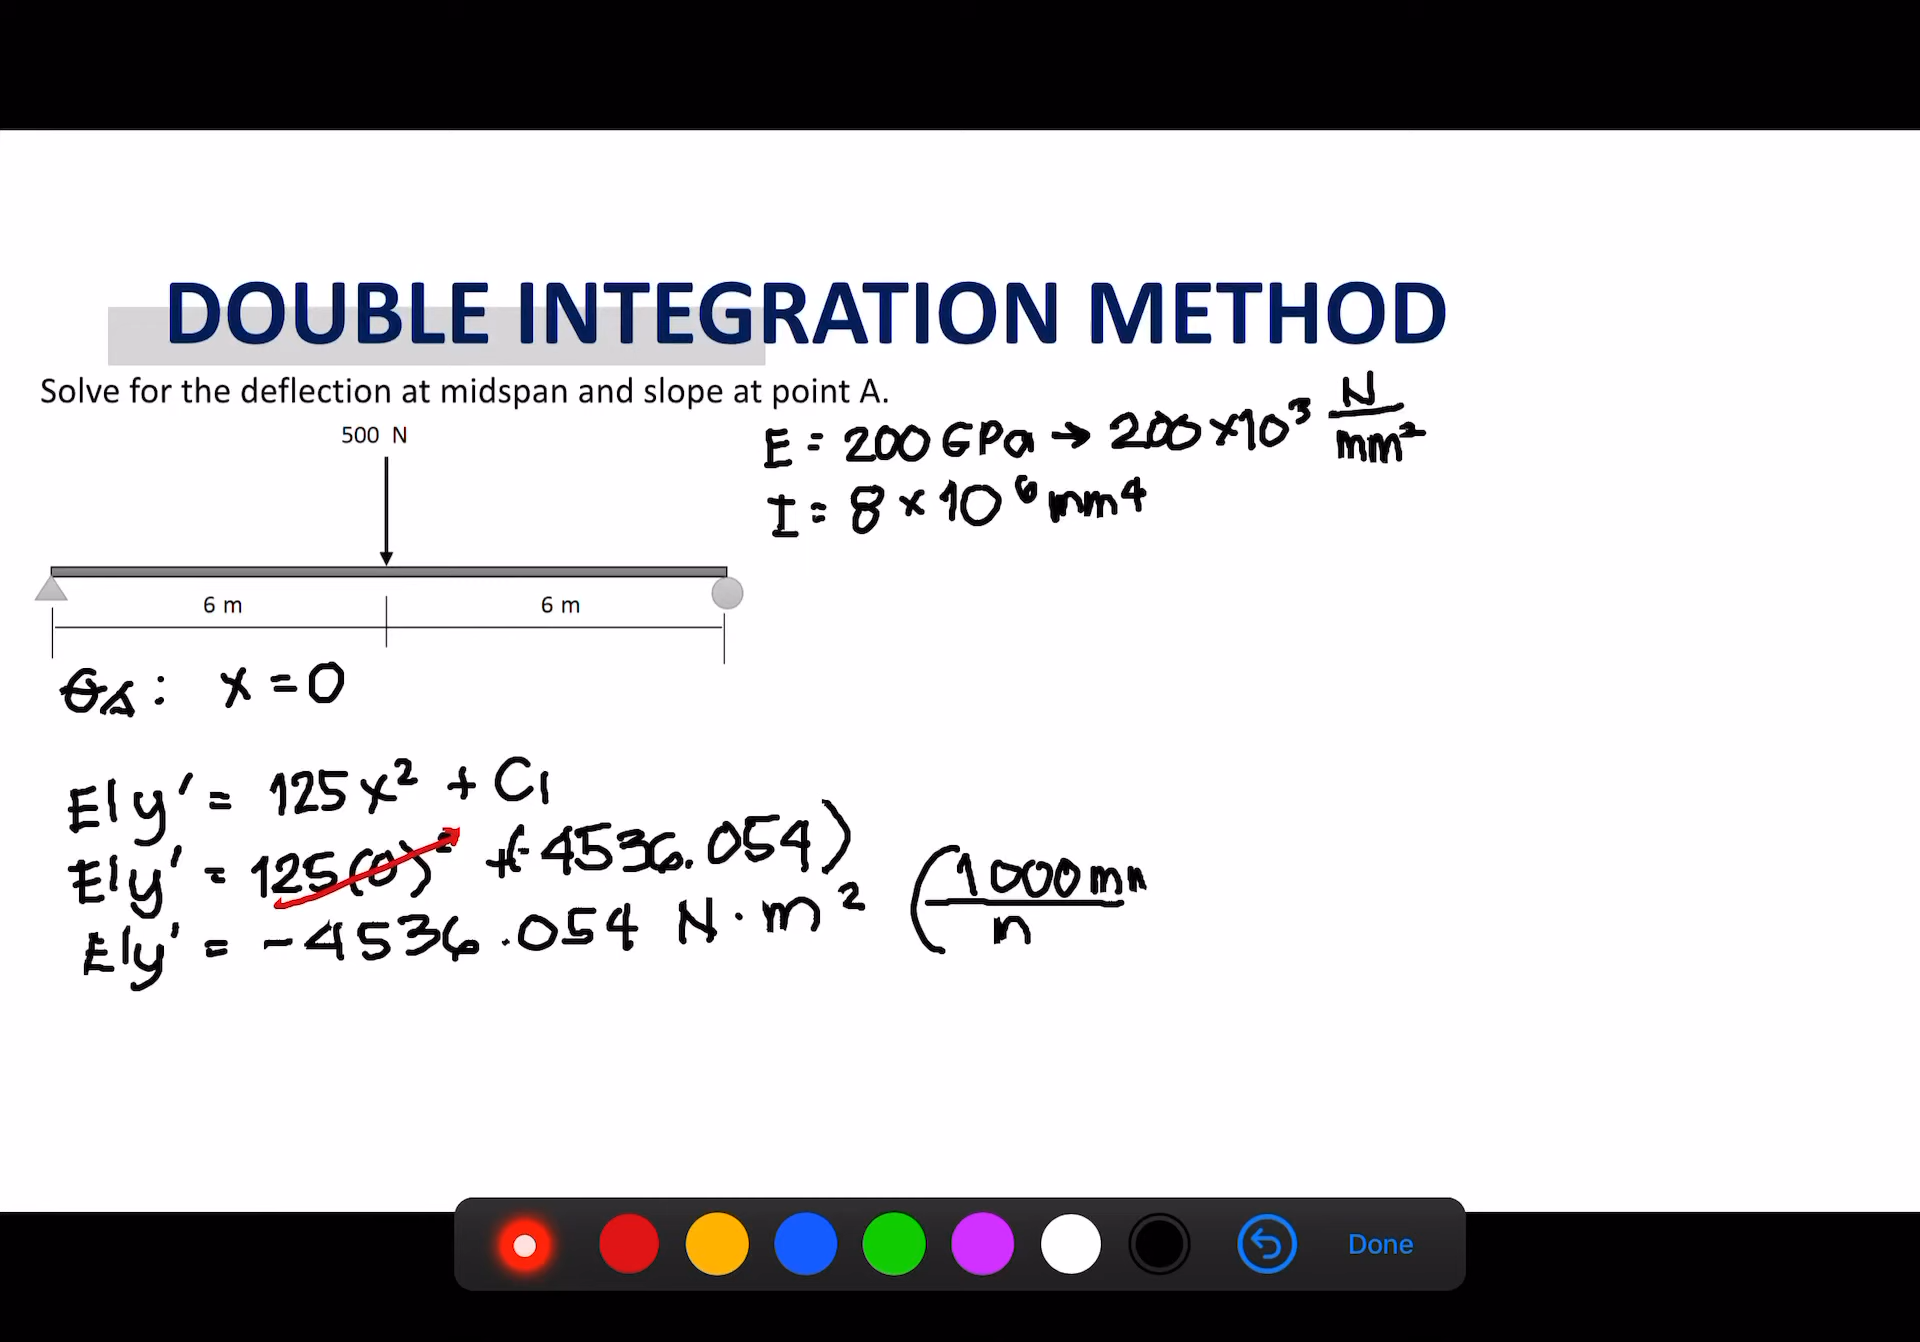 DOUBLE INTEGRATION METHOD
Solve for the deflection at midspan and slope at point A.
500 N
E = 200 GPa → 200 x 10³ N/mm²
I = 8 x 10⁶ mm4
6 m
6 m
θA : x = 0
EIy' = 125x² + C1
EIy' = 125(0)² +(-4536.054)
EIy' = -4536.054 N·m² (1000mm/m
Done